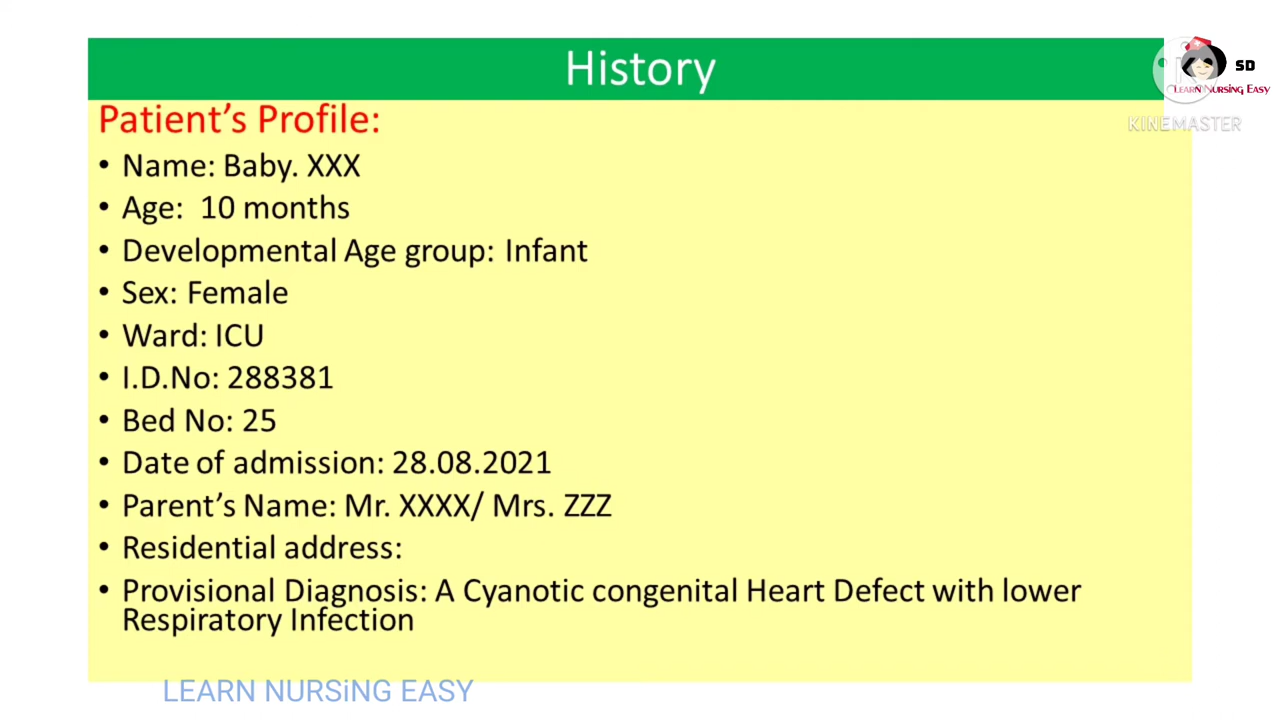 History
SD
LEARN NURSiNG EASY
KINEMASTER
Patient's Profile:
• Name: Baby. XXX
• Age: 10 months
• Developmental Age group: Infant
• Sex: Female
• Ward: ICU
• I.D.No: 288381
• Bed No: 25
• Date of admission: 28.08.2021
• Parent's Name: Mr. XXXX/ Mrs. ZZZ
• Residential address:
• Provisional Diagnosis: A Cyanotic congenital Heart Defect with lower
Respiratory Infection
LEARN NURSiNG EASY